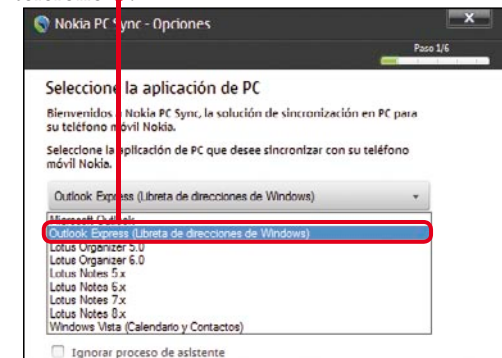 Nokia PC Sync - Opciones
Paso 1/6
Seleccione la aplicación de PC
Bienvenidos a Nokia PC Sync, la solución de sincronización en PC para
su teléfono móvil Nokia.
Seleccione la aplicación de PC que desee sincronizar con su teléfono
móvil Nokia.
Outlook Express (Libreta de direcciones de Windows)
Microsoft Outlook
Outlook Express (Libreta de direcciones de Windows)
Lotus Organizer 5.0
Lotus Organizer 6.0
Lotus Notes 5.x
Lotus Notes 6.x
Lotus Notes 7.x
Lotus Notes 8.x
Windows Vista (Calendario y Contactos)
Ignorar proceso de asistente